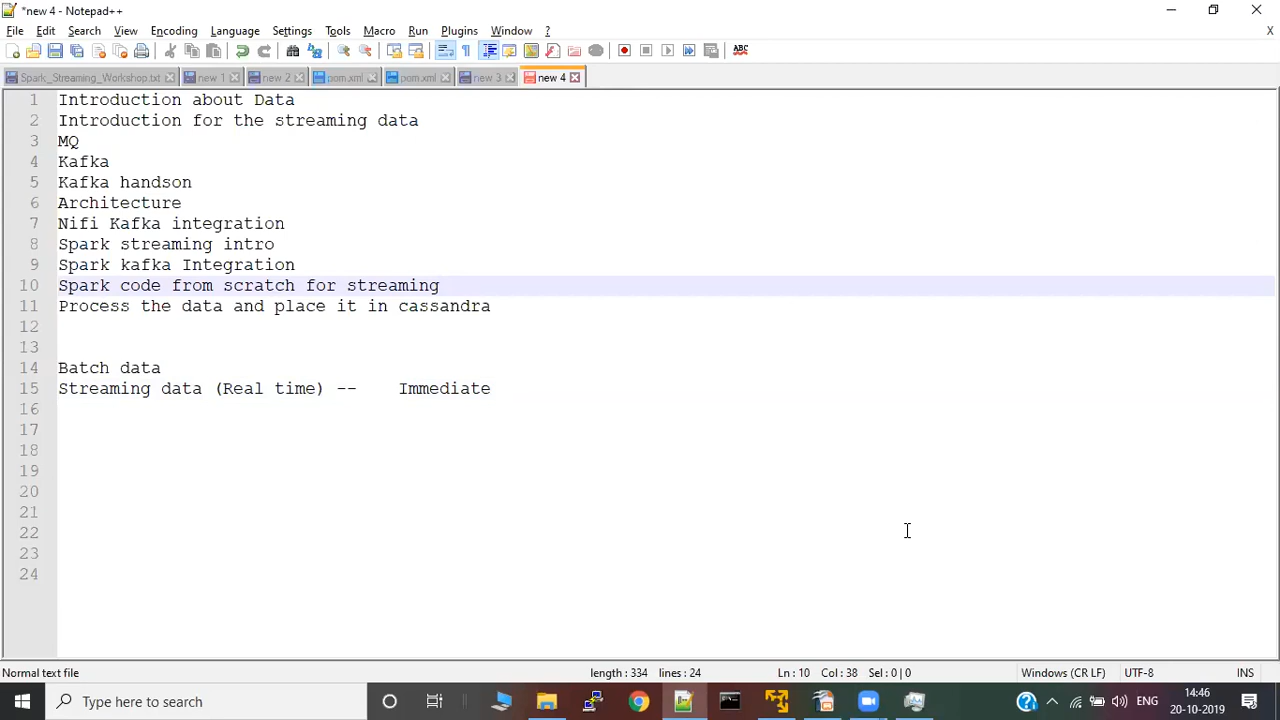 *new 4 - Notepad++
File Edit Search View Encoding Language Settings Tools Macro Run Plugins Window ?
X
ABC
Spark_Streaming_Workshop.txt new 1 new 2 pom.xml pom.xml new 3 new 4
1 Introduction about Data
2 Introduction for the streaming data
3 MQ
4 Kafka
5 Kafka handson
6 Architecture
7 Nifi Kafka integration
8 Spark streaming intro
9 Spark kafka Integration
10 Spark code from scratch for streaming
11 Process the data and place it in cassandra
12
13
14 Batch data
15 Streaming data (Real time) -- Immediate
16
17
18
19
20
21
22
23
24
Normal text file length : 334 lines : 24 Ln : 10 Col : 38 Sel : 0 | 0 Windows (CR LF) UTF-8 INS
Type here to search
ENG
14:46
20-10-2019